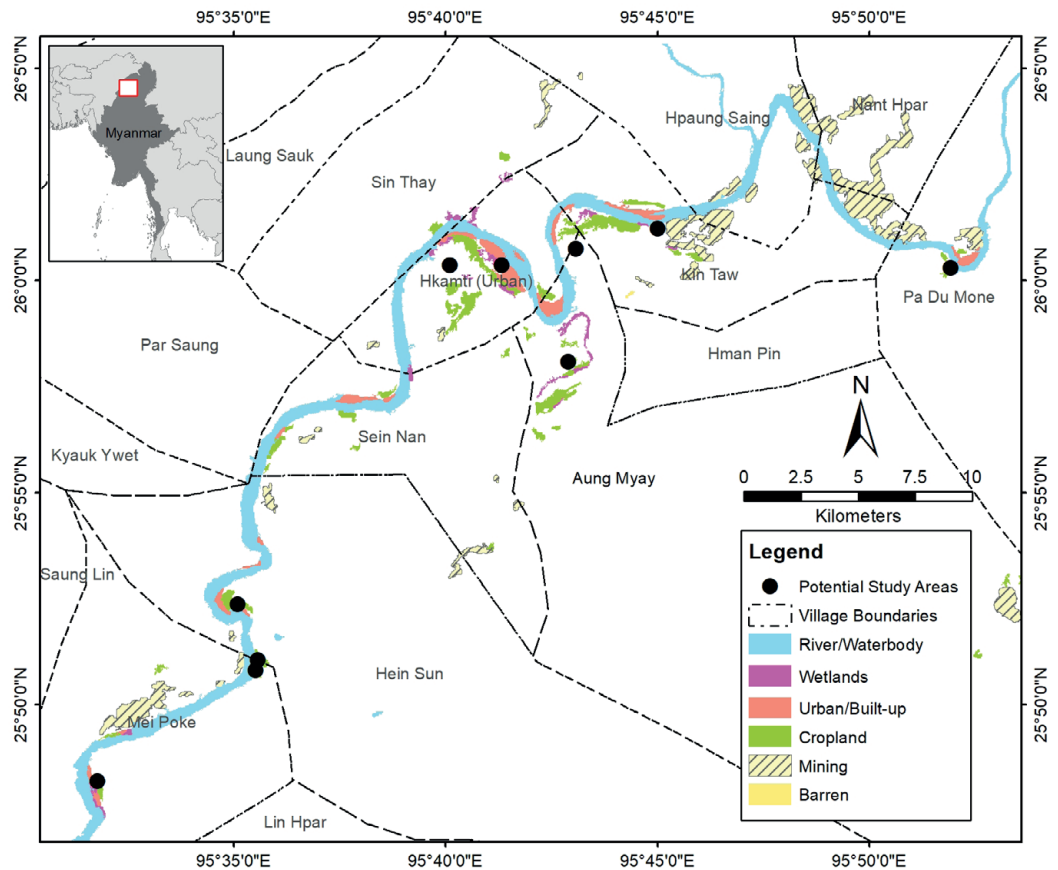 95°35'0"E 95°40'0"E 95°45'0"E 95°50'0"E
26°5'0"N
26°0'0"N
25°55'0"N
25°50'0"N
26°5'0"N
26°0'0"N
25°55'0"N
25°50'0"N
Myanmar
Laung Sauk
Sin Thay
Hpaung Saing
Nant Hpar
Hkamti (Urban)
Kin Taw
Pa Du Mone
Par Saung
Hman Pin
Sein Nan
Kyauk Ywet
Aung Myay
Saung Lin
Hein Sun
Mei Poke
Lin Hpar
N
0 2.5 5 7.5 10.0
Kilometers
Legend
Potential Study Areas
Village Boundaries
River/Waterbody
Wetlands
Urban/Built-up
Cropland
Mining
Barren
95°35'0"E 95°40'0"E 95°45'0"E 95°50'0"E